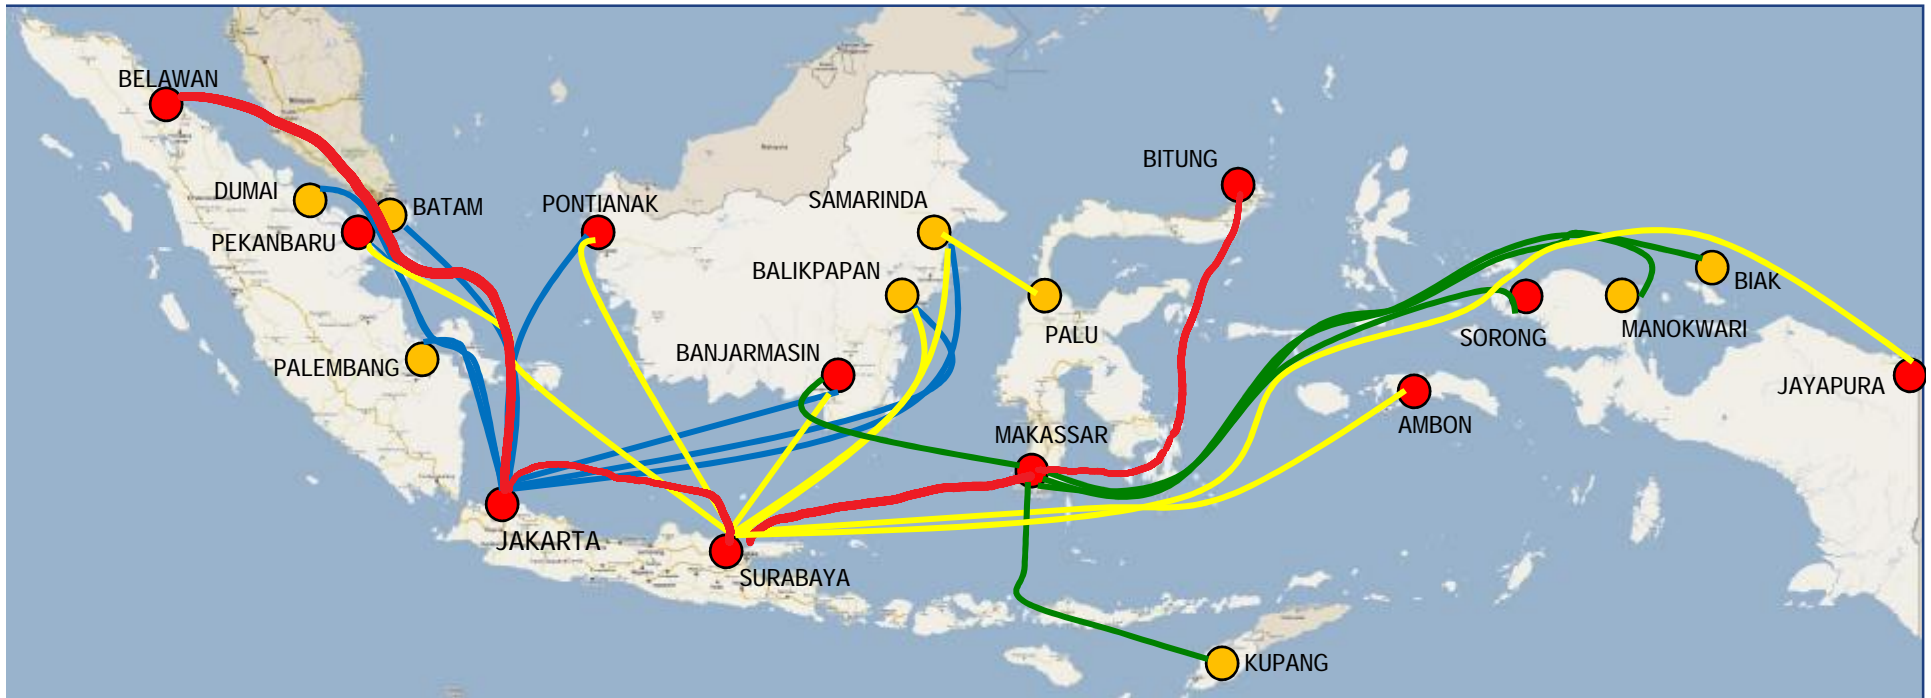 BELAWAN
BITUNG
DUMAI
BATAM
PONTIANAK
SAMARINDA
PEKANBARU
BALIKPAPAN
BIAK
PALU
SORONG
MANOKWARI
BANJARMASIN
PALEMBANG
JAYAPURA
AMBON
MAKASSAR
JAKARTA
SURABAYA
KUPANG